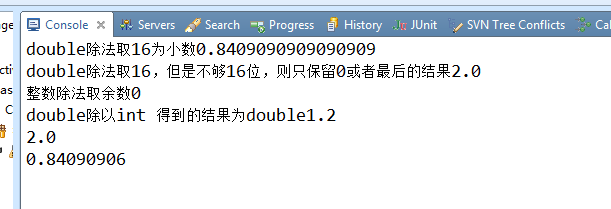 Console Servers Search Progress History JUnit SVN Tree Conflicts Cal
double除法取16为小数0.8409090909090909
double除法取16，但是不够16位，则只保留0或者最后的结果2.0
整数除法取余数0
double除以int 得到的结果为double1.2
2.0
0.84090906